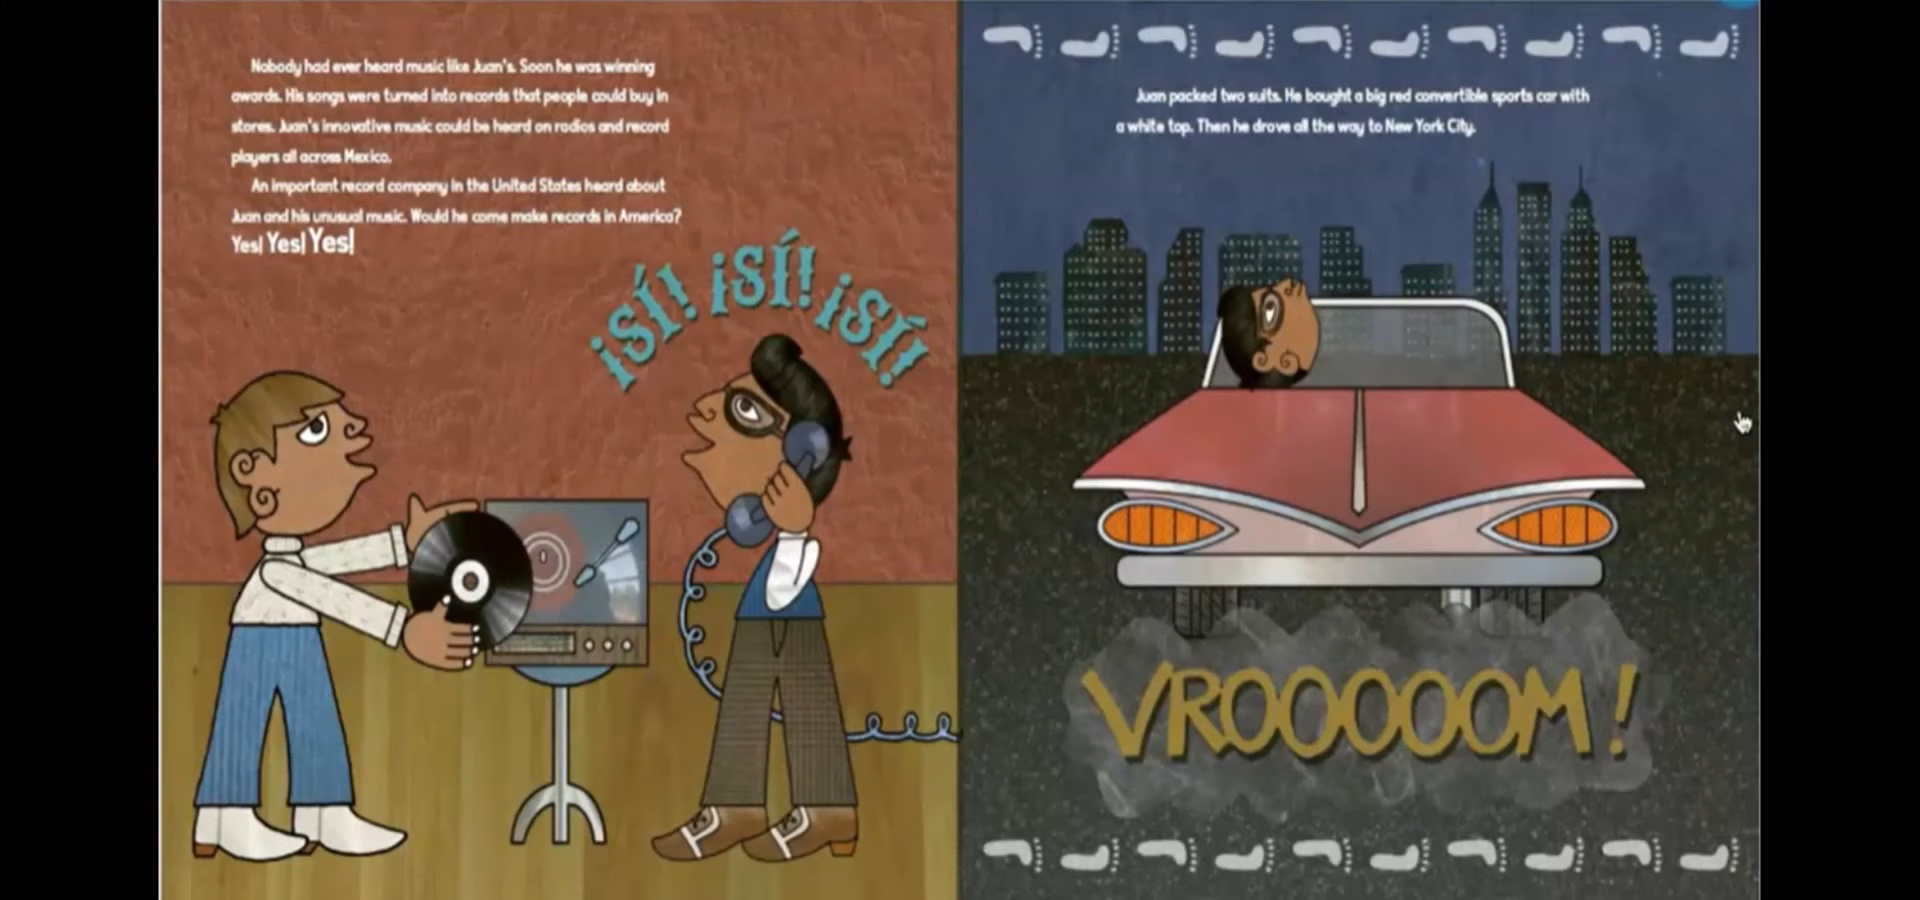 Nobody had ever heard music like Juan's. Soon he was winning
awards. His songs were turned into records that people could buy in
stores. Juan's innovative music could be heard on radios and record
players all across Mexico.
An important record company in the United States heard about
Juan and his unusual music. Would he come make records in America?
Yes! Yes! Yes!
¡SÍ! ¡SÍ! ¡SÍ!
Juan packed two suits. He bought a big red convertible sports car with
a white top. Then he drove all the way to New York City.
VROOOOOM!